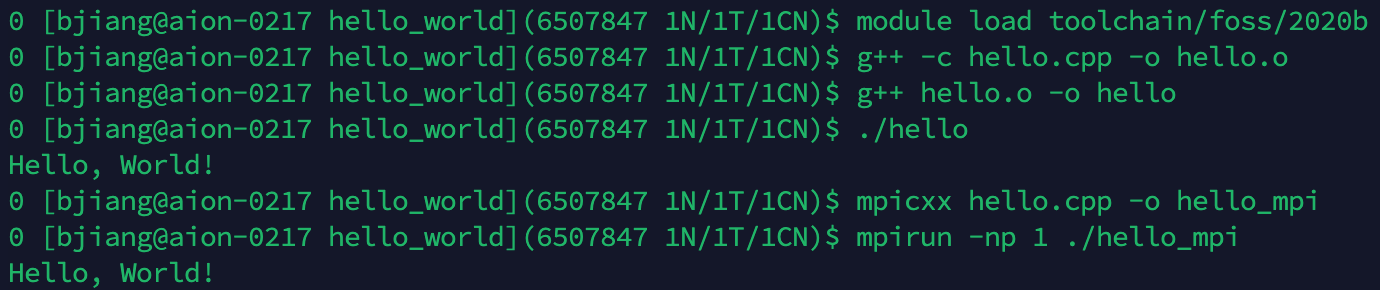 0 [bjiang@aion-0217 hello_world](6507847 1N/1T/1CN)$ module load toolchain/foss/2020b
0 [bjiang@aion-0217 hello_world](6507847 1N/1T/1CN)$ g++ -c hello.cpp -o hello.o
0 [bjiang@aion-0217 hello_world](6507847 1N/1T/1CN)$ g++ hello.o -o hello
0 [bjiang@aion-0217 hello_world](6507847 1N/1T/1CN)$ ./hello
Hello, World!
0 [bjiang@aion-0217 hello_world](6507847 1N/1T/1CN)$ mpicxx hello.cpp -o hello_mpi
0 [bjiang@aion-0217 hello_world](6507847 1N/1T/1CN)$ mpirun -np 1 ./hello_mpi
Hello, World!